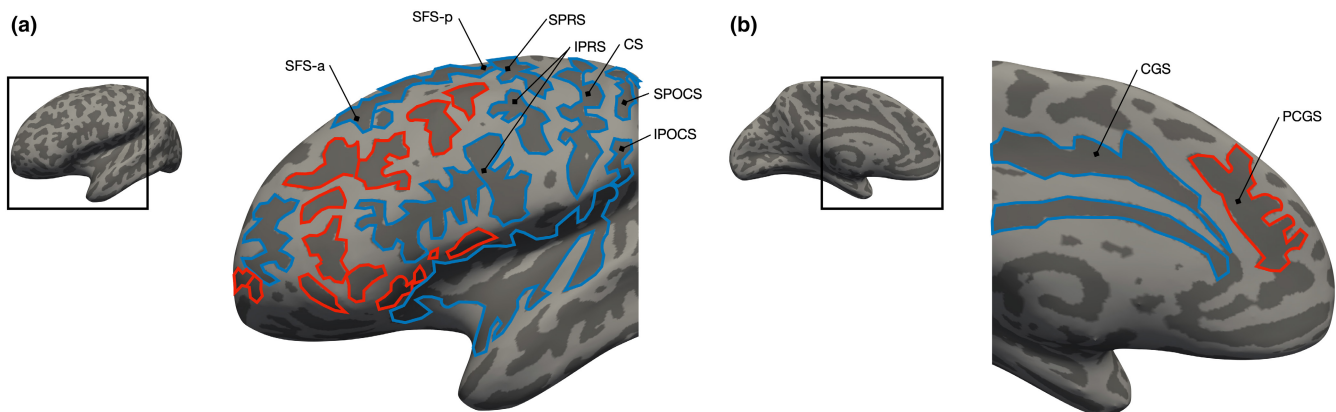 (a)
SFS-p
SPRS
IPRS
CS
SFS-a
SPOCS
IPOCS
(b)
CGS
PCGS